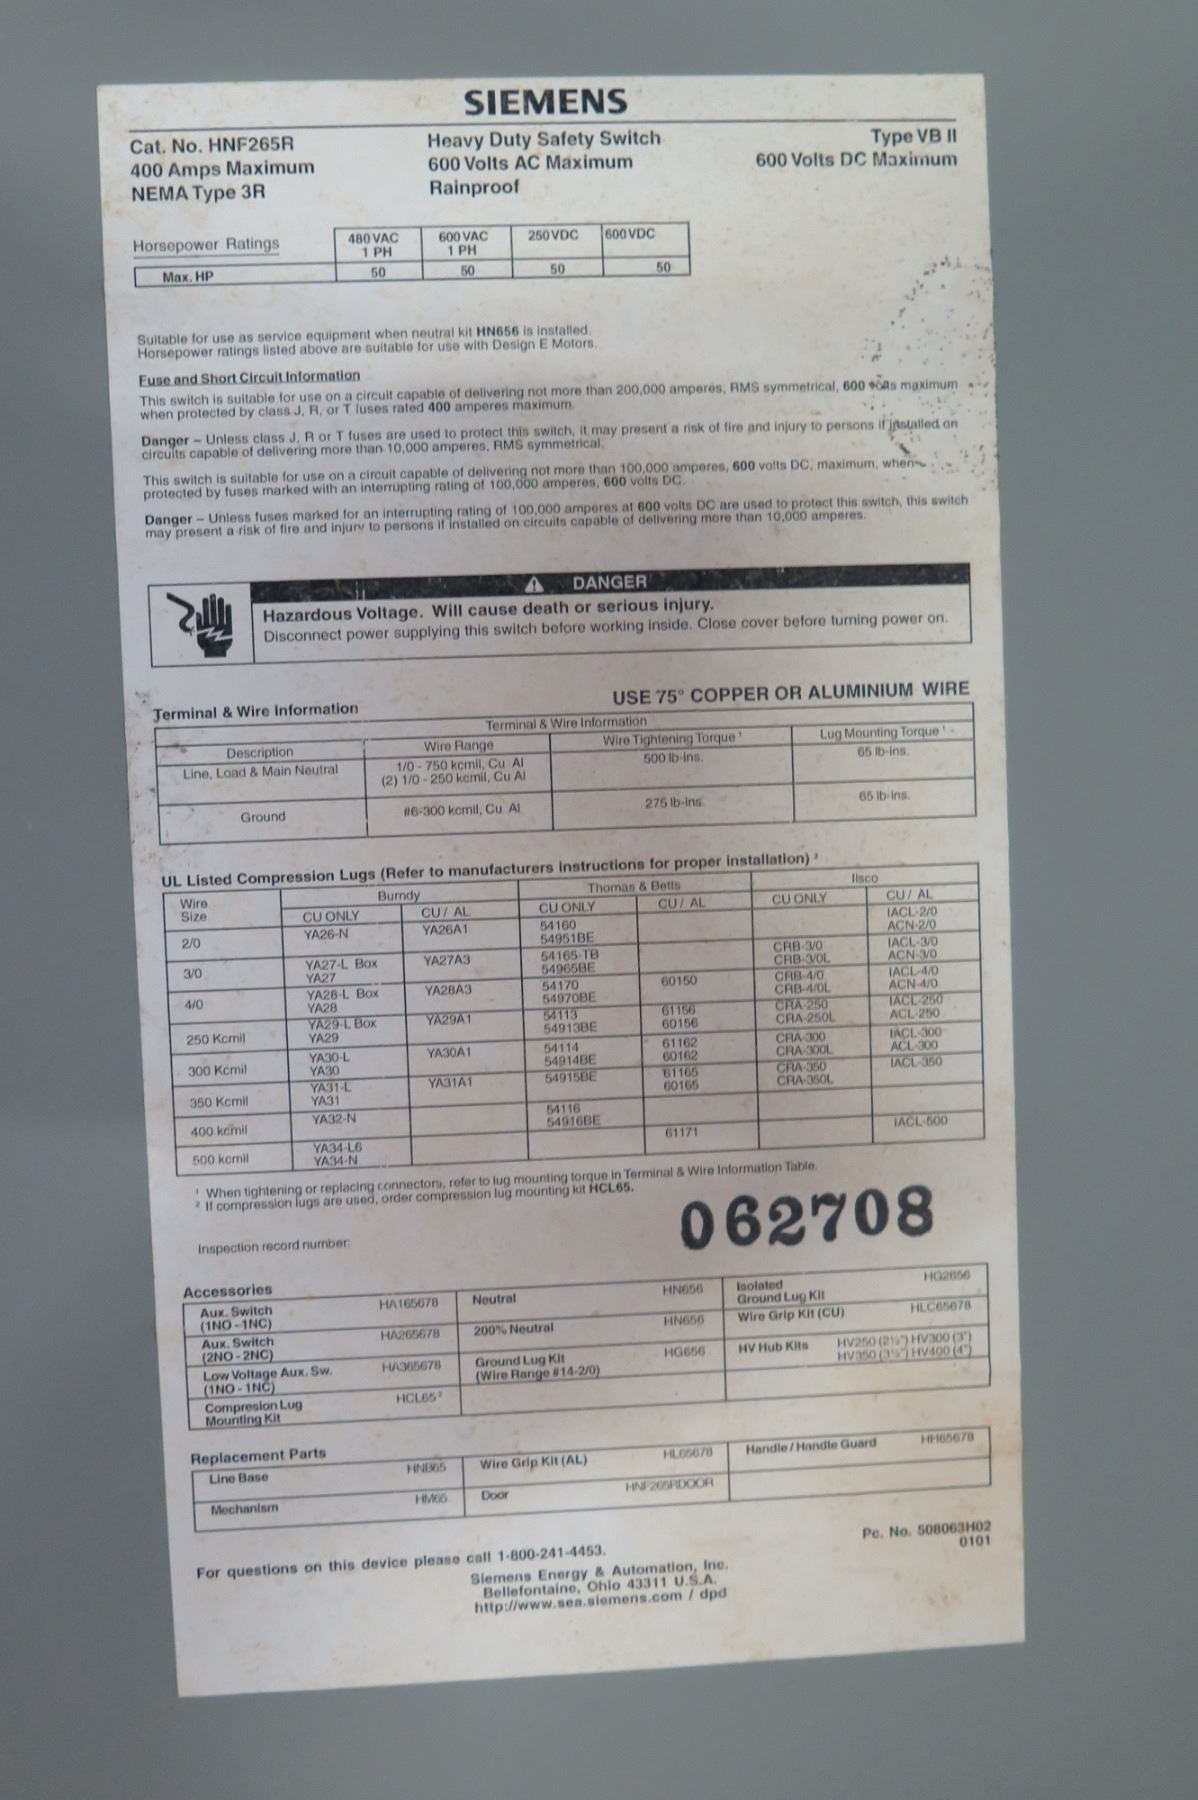 SIEMENS
Cat. No. HNF265R
400 Amps Maximum
NEMA Type 3R
Heavy Duty Safety Switch
600 Volts AC Maximum
Rainproof
Type VB II
600 Volts DC Maximum
Horsepower Ratings 480VAC 1 PH 600VAC 1 PH 250VDC 600VDC
Max. HP 50 50 50 50
Suitable for use as service equipment when neutral kit HN656 is installed.
Horsepower ratings listed above are suitable for use with Design E Motors.
Fuse and Short Circuit Information
This switch is suitable for use on a circuit capable of delivering not more than 200,000 amperes, RMS symmetrical, 600 volts maximum
when protected by class J, R, or T fuses rated 400 amperes maximum.
Danger – Unless class J, R or T fuses are used to protect this switch, it may present a risk of fire and injury to persons if installed on
circuits capable of delivering more than 10,000 amperes, RMS symmetrical.
This switch is suitable for use on a circuit capable of delivering not more than 100,000 amperes, 600 volts DC, maximum, when
protected by fuses marked with an interrupting rating of 100,000 amperes, 600 volts DC.
Danger – Unless fuses marked for an interrupting rating of 100,000 amperes at 600 volts DC are used to protect this switch, this switch
may present a risk of fire and injury to persons if installed on circuits capable of delivering more than 10,000 amperes.
DANGER
Hazardous Voltage. Will cause death or serious injury.
Disconnect power supplying this switch before working inside. Close cover before turning power on.
Terminal & Wire Information
USE 75° COPPER OR ALUMINIUM WIRE
Terminal & Wire Information
Description Wire Range Wire Tightening Torque ¹ Lug Mounting Torque ¹
Line, Load & Main Neutral 1/0 - 750 kcmil, Cu Al 500 lb-ins. 65 lb-ins.
(2) 1/0 - 250 kcmil, Cu Al
Ground #6-300 kcmil, Cu Al 275 lb-ins. 65 lb-ins.
UL Listed Compression Lugs (Refer to manufacturers instructions for proper installation) ²
Wire Size Burndy Thomas & Betts Ilsco
CU ONLY CU / AL CU ONLY CU / AL CU ONLY CU / AL
2/0 YA26-N YA26A1 54160 IACL-2/0
54951BE ACN-2/0
3/0 YA27-L Box YA27A3 54165-TB CRB-3/0 IACL-3/0
YA27 54965BE CRB-3/0L ACN-3/0
4/0 YA28-L Box YA28A3 54170 60150 CRB-4/0 IACL-4/0
YA28 54970BE CRB-4/0L ACN-4/0
250 Kcmil YA29-L Box YA29A1 54113 61156 CRA-250 IACL-250
YA29 54913BE 60156 CRA-250L ACL-250
300 Kcmil YA30-L YA30A1 54114 61162 CRA-300 IACL-300
YA30 54914BE 60162 CRA-300L ACL-300
350 Kcmil YA31-L YA31A1 54915BE 61165 CRA-350 IACL-350
YA31 60165 CRA-350L
400 kcmil YA32-N 54116
54916BE
500 kcmil YA34-L6 61171 IACL-500
YA34-N
¹ When tightening or replacing connectors, refer to lug mounting torque in Terminal & Wire Information Table.
² If compression lugs are used, order compression lug mounting kit HCL65.
062708
Inspection record number:
Accessories
Aux. Switch (1NO - 1NC) HA165678
Aux. Switch (2NO - 2NC) HA265678
Low Voltage Aux. Sw. (1NO - 1NC) HA365678
Compresion Lug Mounting Kit HCL65²
Neutral HN656
200% Neutral HN656
Ground Lug Kit (Wire Range #14-2/0) HG656
Isolated Ground Lug Kit HG2656
Wire Grip Kit (CU) HLC65678
HV Hub Kits HV250 (2½") HV300 (3")
HV350 (3½") HV400 (4")
Replacement Parts
Line Base HNB65 Wire Grip Kit (AL) HL65678 Handle / Handle Guard HH65678
Mechanism HM65 Door HNF265RDOOR
Pc. No. 508063H02
0101
For questions on this device please call 1-800-241-4453.
Siemens Energy & Automation, Inc.
Bellefontaine, Ohio 43311 U.S.A.
http://www.sea.siemens.com / dpd